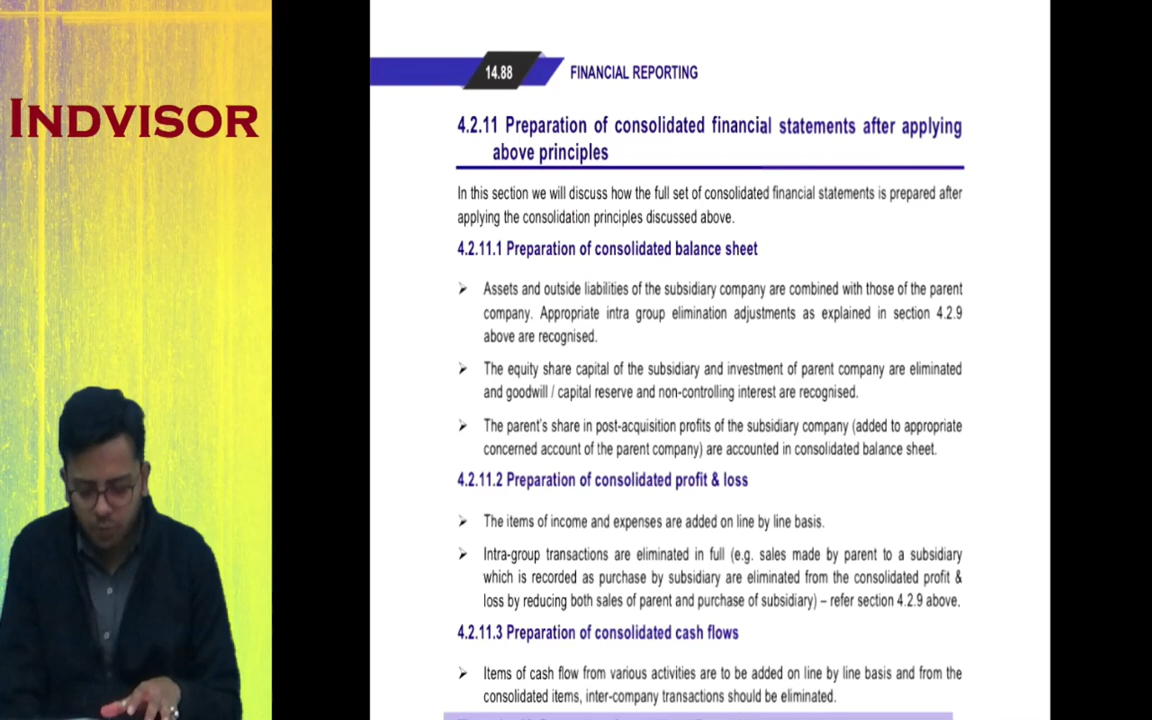 INDVISOR
14.88 FINANCIAL REPORTING
4.2.11 Preparation of consolidated financial statements after applying
above principles
In this section we will discuss how the full set of consolidated financial statements is prepared after
applying the consolidation principles discussed above.
4.2.11.1 Preparation of consolidated balance sheet
➢ Assets and outside liabilities of the subsidiary company are combined with those of the parent
company. Appropriate intra group elimination adjustments as explained in section 4.2.9
above are recognised.
➢ The equity share capital of the subsidiary and investment of parent company are eliminated
and goodwill / capital reserve and non-controlling interest are recognised.
➢ The parent's share in post-acquisition profits of the subsidiary company (added to appropriate
concerned account of the parent company) are accounted in consolidated balance sheet.
4.2.11.2 Preparation of consolidated profit & loss
➢ The items of income and expenses are added on line by line basis.
➢ Intra-group transactions are eliminated in full (e.g. sales made by parent to a subsidiary
which is recorded as purchase by subsidiary are eliminated from the consolidated profit &
loss by reducing both sales of parent and purchase of subsidiary) – refer section 4.2.9 above.
4.2.11.3 Preparation of consolidated cash flows
➢ Items of cash flow from various activities are to be added on line by line basis and from the
consolidated items, inter-company transactions should be eliminated.